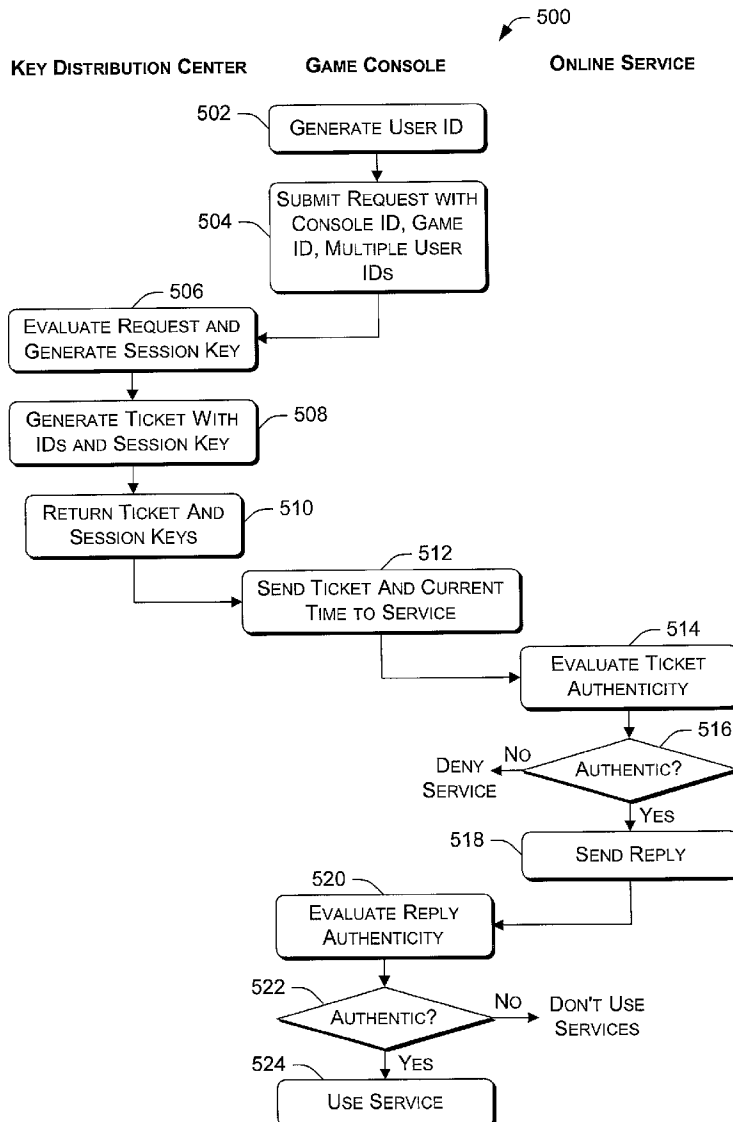 500
KEY DISTRIBUTION CENTER
GAME CONSOLE
ONLINE SERVICE
502
GENERATE USER ID
504
SUBMIT REQUEST WITH
CONSOLE ID, GAME
ID, MULTIPLE USER
IDS
506
EVALUATE REQUEST AND
GENERATE SESSION KEY
508
GENERATE TICKET WITH
IDS AND SESSION KEY
510
RETURN TICKET AND
SESSION KEYS
512
SEND TICKET AND CURRENT
TIME TO SERVICE
514
EVALUATE TICKET
AUTHENTICITY
516
AUTHENTIC?
NO
DENY
SERVICE
YES
518
SEND REPLY
520
EVALUATE REPLY
AUTHENTICITY
522
AUTHENTIC?
NO
DON'T USE
SERVICES
YES
524
USE SERVICE